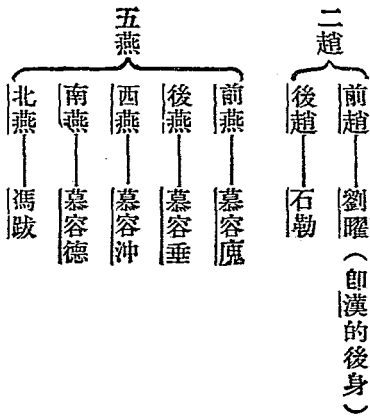 二趙
前趙——劉曜（卽漢的後身）
後趙——石勒
五燕
前燕——慕容廆
後燕——慕容垂
西燕——慕容沖
南燕——慕容德
北燕——馮跋